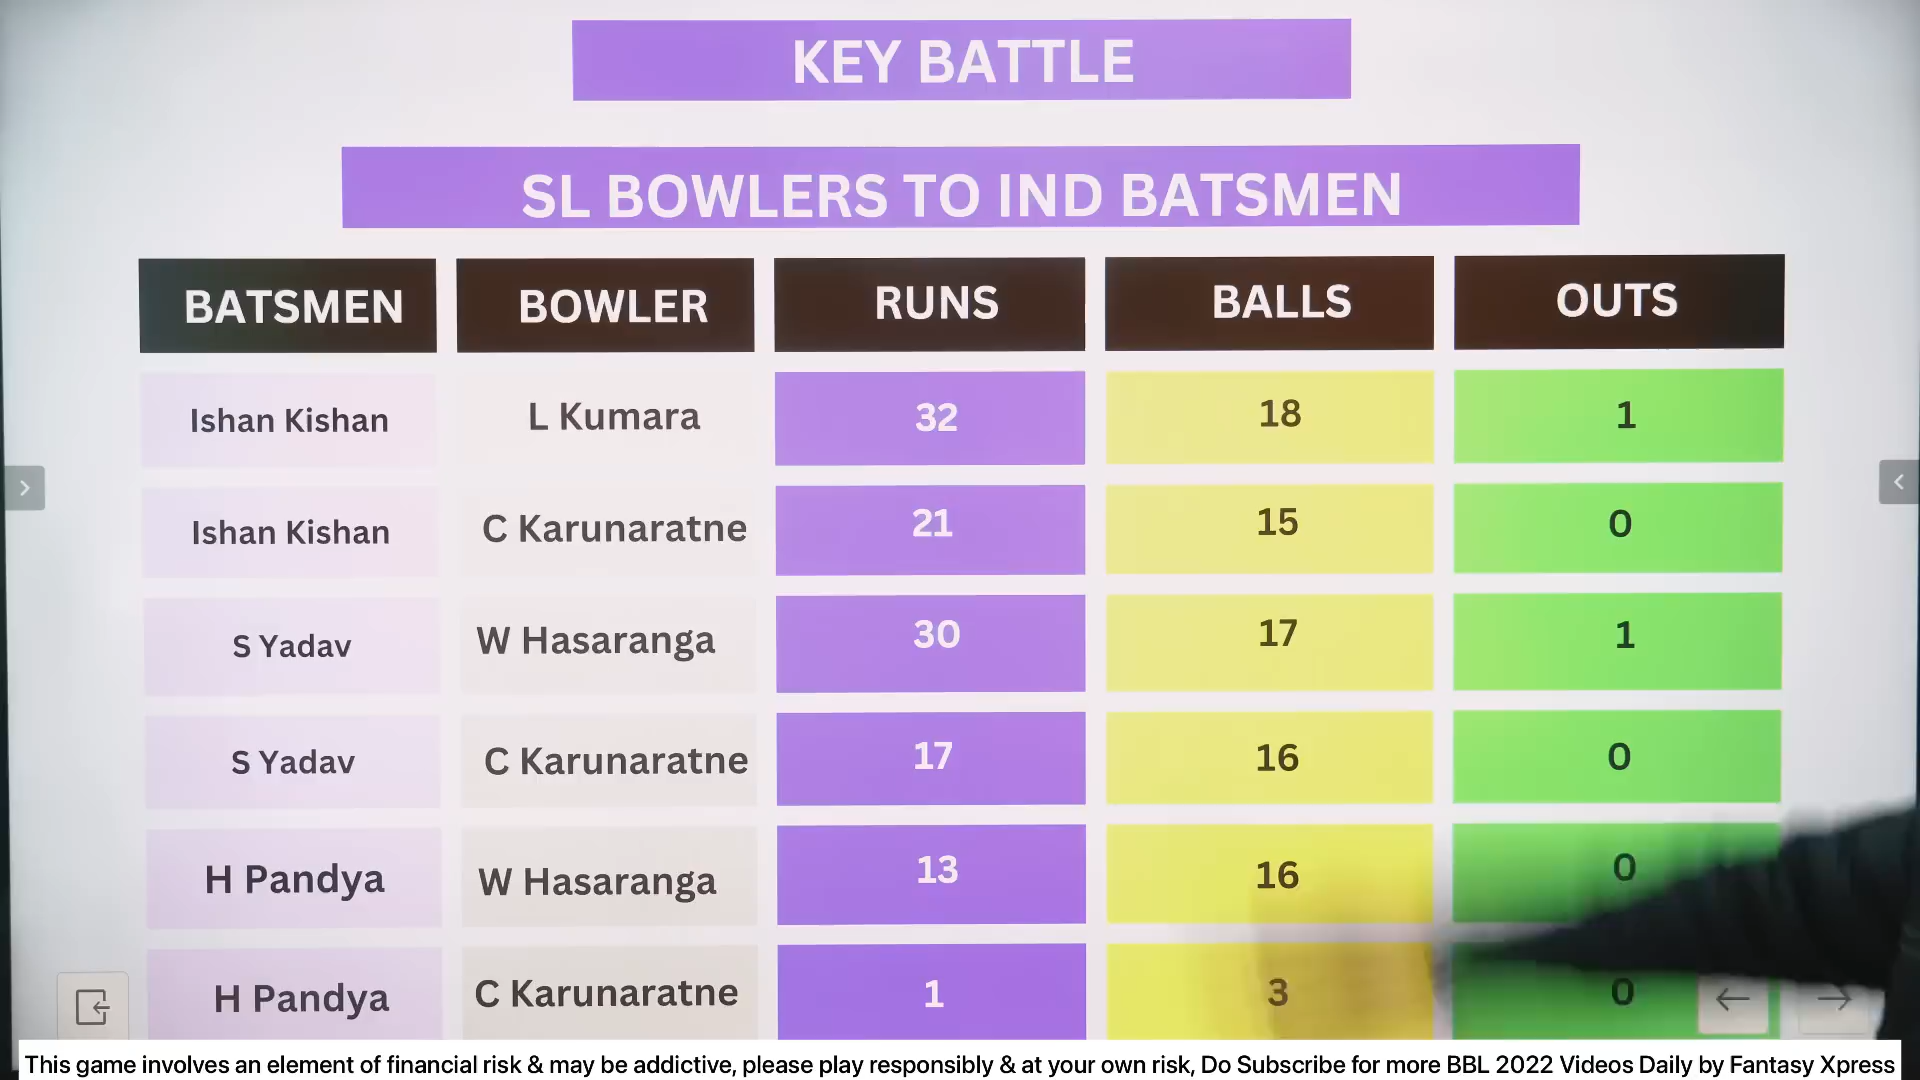 KEY BATTLE
SL BOWLERS TO IND BATSMEN
BATSMEN BOWLER RUNS BALLS OUTS
Ishan Kishan L Kumara 32 18 1
Ishan Kishan C Karunaratne 21 15 0
S Yadav W Hasaranga 30 17 1
S Yadav C Karunaratne 17 16 0
H Pandya W Hasaranga 13 16 0
H Pandya C Karunaratne 1 3 0
This game involves an element of financial risk & may be addictive, please play responsibly & at your own risk, Do Subscribe for more BBL 2022 Videos Daily by Fantasy Xpress